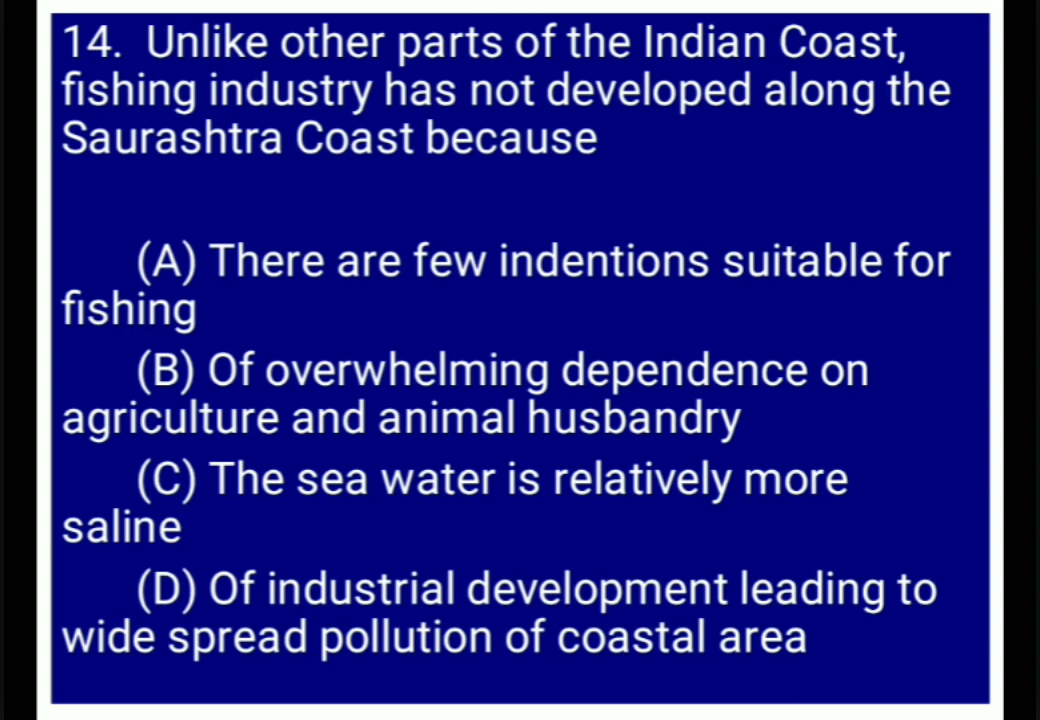 14. Unlike other parts of the Indian Coast,
fishing industry has not developed along the
Saurashtra Coast because
(A) There are few indentions suitable for
fishing
(B) Of overwhelming dependence on
agriculture and animal husbandry
(C) The sea water is relatively more
saline
(D) Of industrial development leading to
wide spread pollution of coastal area